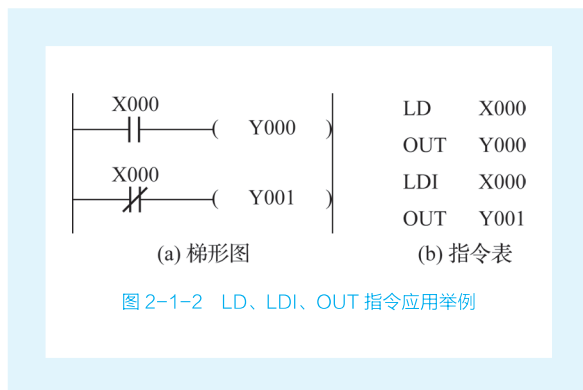 X000
( Y000 )
X000
( Y001 )
LD X000
OUT Y000
LDI X000
OUT Y001
(a) 梯形图
(b) 指令表
图 2-1-2 LD、LDI、OUT 指令应用举例